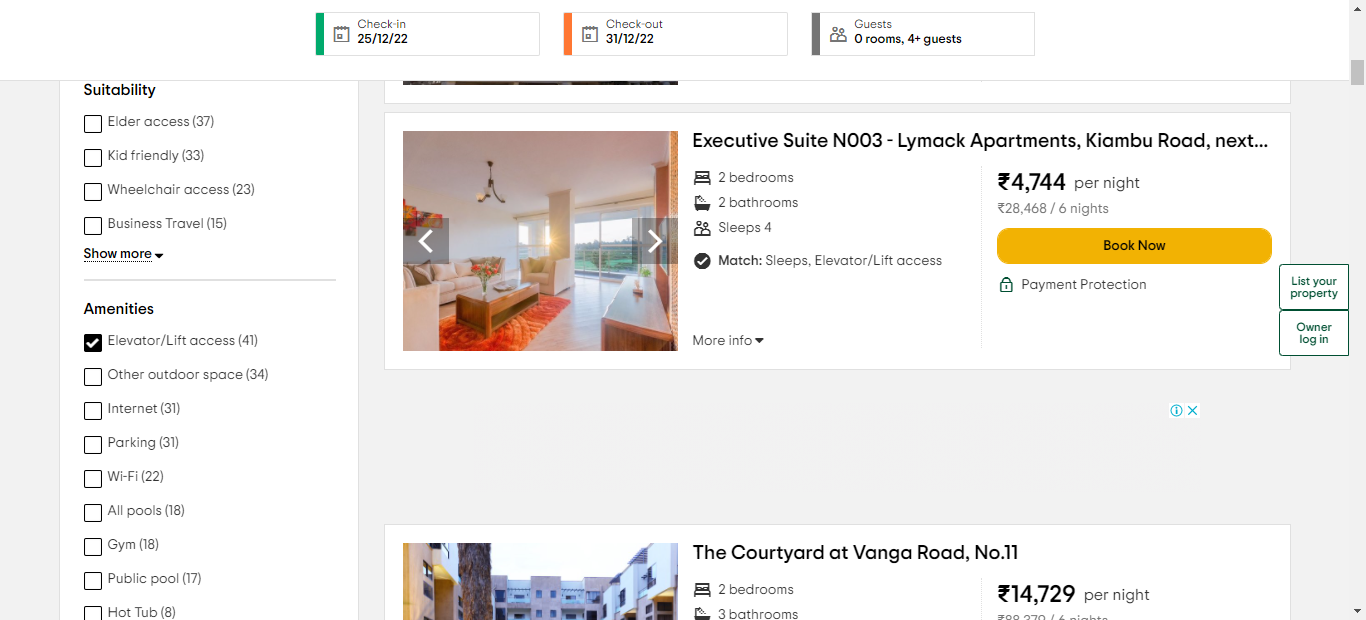 Check-in
25/12/22
Check-out
31/12/22
Guests
0 rooms, 4+ guests
Suitability
Elder access (37)
Kid friendly (33)
Wheelchair access (23)
Business Travel (15)
Show more
Amenities
Elevator/Lift access (41)
Other outdoor space (34)
Internet (31)
Parking (31)
Wi-Fi (22)
All pools (18)
Gym (18)
Public pool (17)
Hot Tub (8)
Executive Suite N003 - Lymack Apartments, Kiambu Road, next...
2 bedrooms
2 bathrooms
Sleeps 4
Match: Sleeps, Elevator/Lift access
More info
₹4,744 per night
₹28,468 / 6 nights
Book Now
Payment Protection
List your
property
Owner
log in
The Courtyard at Vanga Road, No.11
2 bedrooms
3 bathrooms
₹14,729 per night
₹88,379 / 6 nights